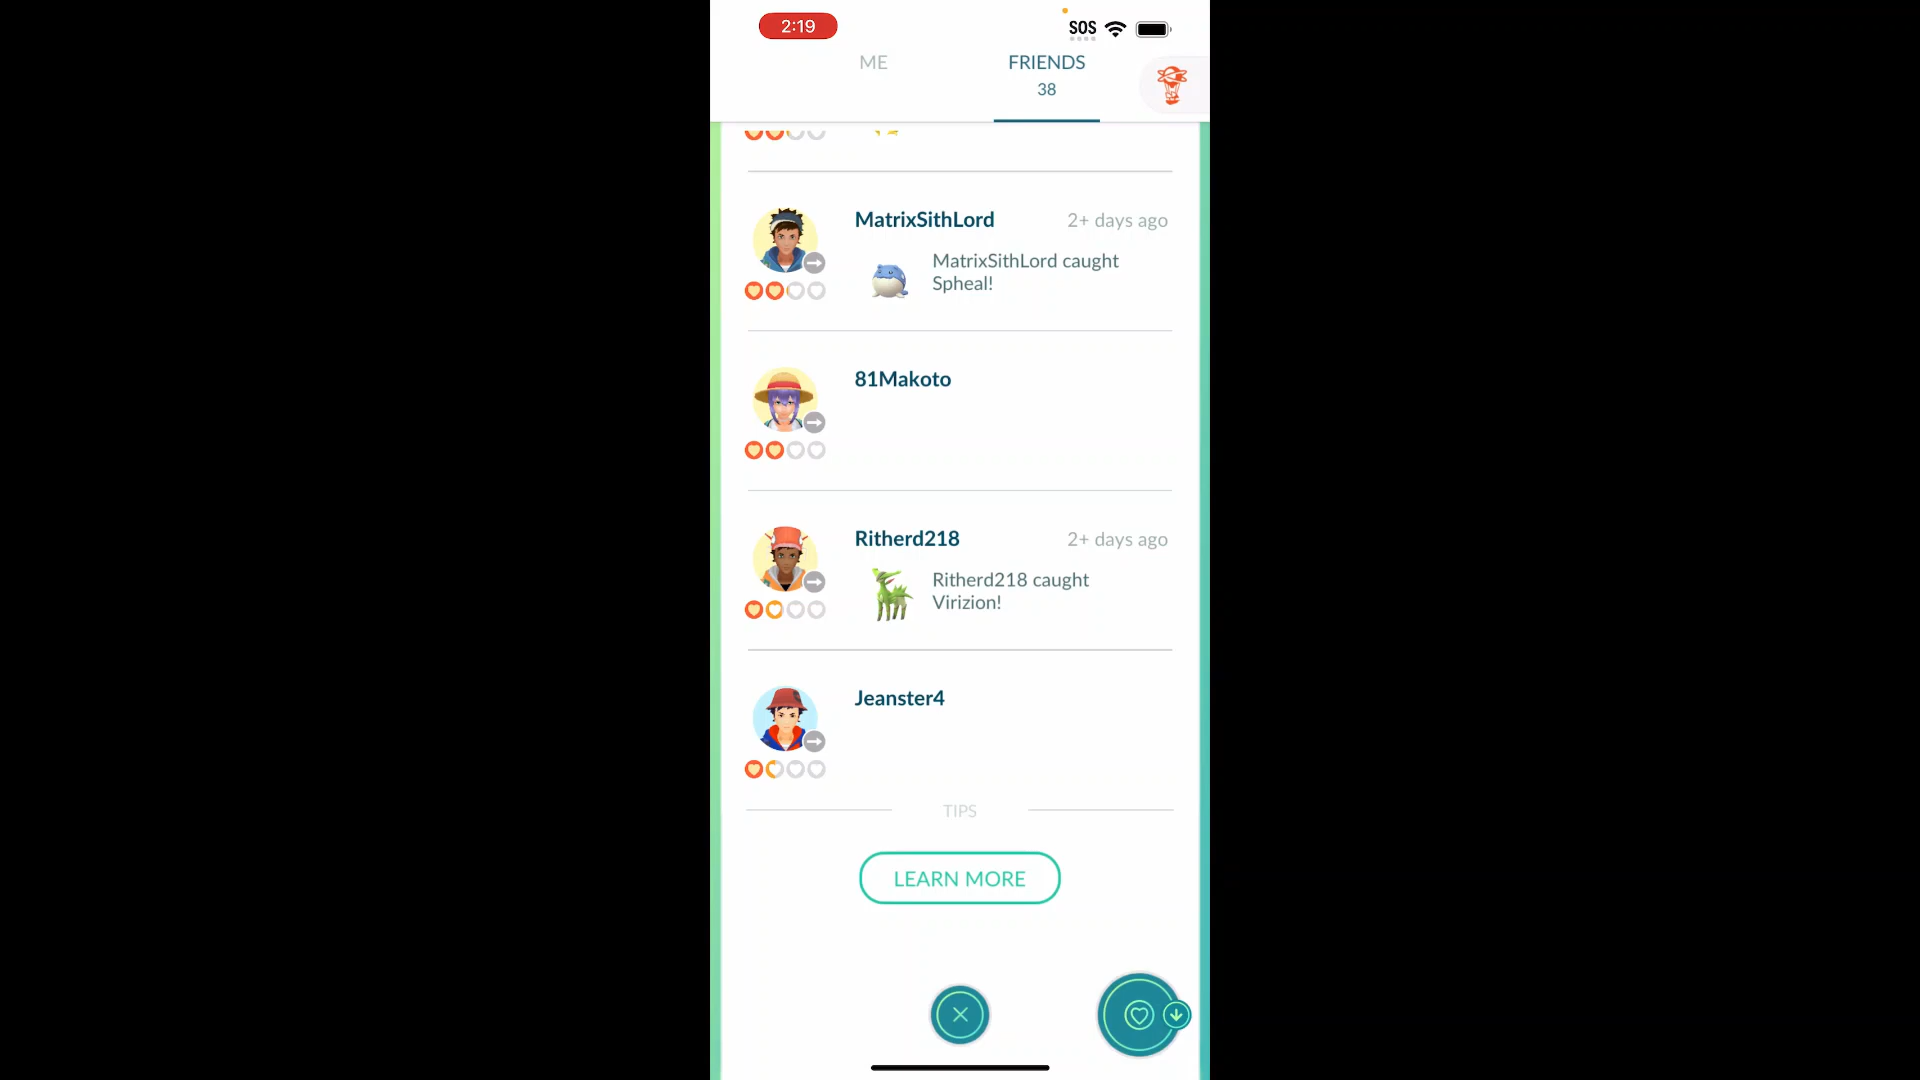 2:19
SOS
ME
FRIENDS
38
MatrixSithLord
2+ days ago
MatrixSithLord caught
Spheal!
81Makoto
Ritherd218
2+ days ago
Ritherd218 caught
Virizion!
Jeanster4
TIPS
LEARN MORE